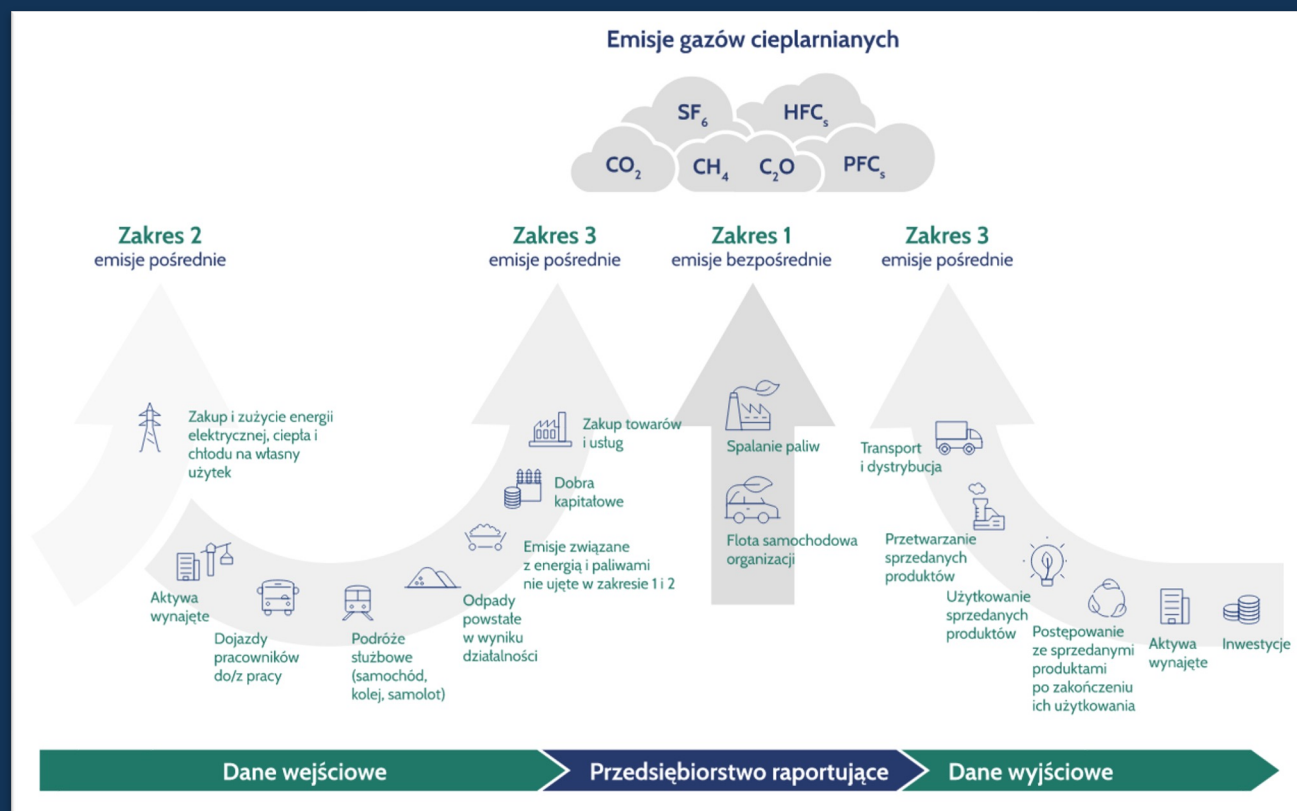 Emisje gazów cieplarnianych
SF₆
HFCₛ
CO₂
CH₄
C₂O
PFCₛ
Zakres 2
emisje pośrednie
Zakres 3
emisje pośrednie
Zakres 1
emisje bezpośrednie
Zakres 3
emisje pośrednie
Zakup i zużycie energii
elektrycznej, ciepła i
chłodu na własny
użytek
Aktywa
wynajęte
Dojazdy
pracowników
do/z pracy
Podróże
służbowe
(samochód,
kolej, samolot)
Odpady
powstałe
w wyniku
działalności
Emisje związane
z energią i paliwami
nie ujęte w zakresie 1 i 2
Dobra
kapitałowe
Zakup towarów
i usług
Spalanie paliw
Flota samochodowa
organizacji
Transport
i dystrybucja
Przetwarzanie
sprzedanych
produktów
Użytkowanie
sprzedanych
produktów
Postępowanie
ze sprzedanymi
produktami
po zakończeniu
ich użytkowania
Aktywa
wynajęte
Inwestycje
Dane wejściowe
Przedsiębiorstwo raportujące
Dane wyjściowe